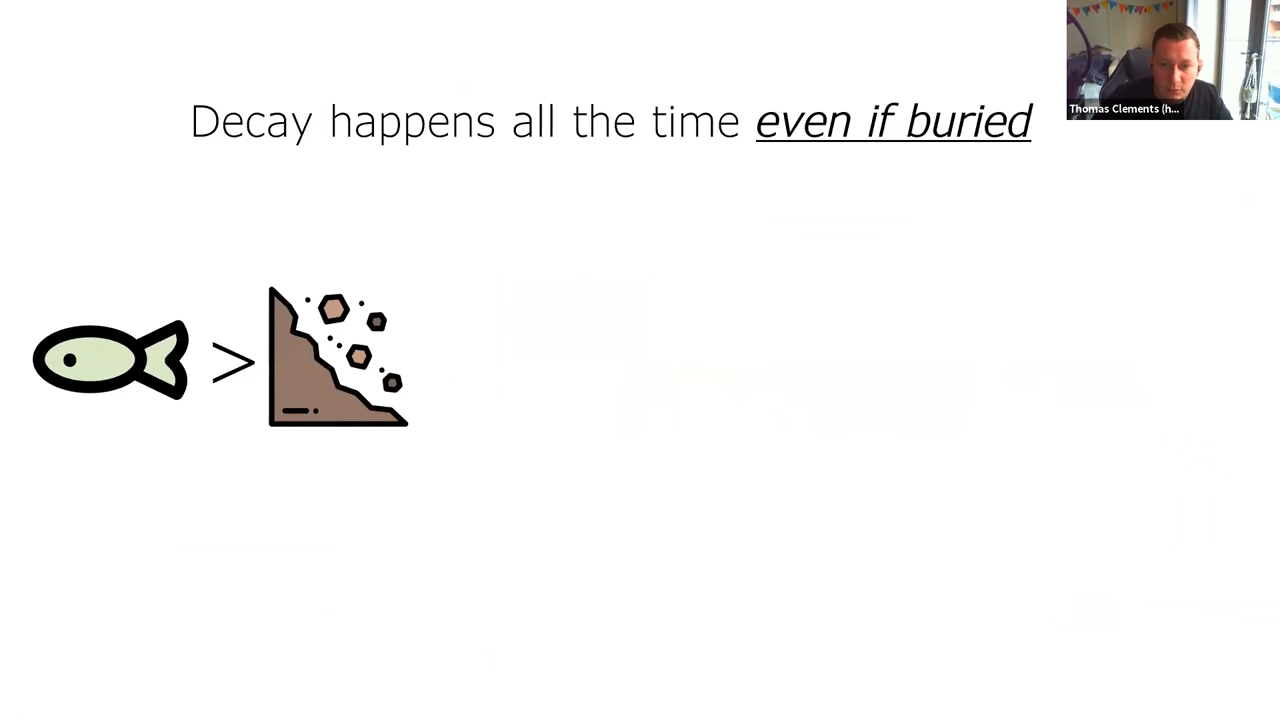 Decay happens all the time even if buried
Thomas Clements (h...
>